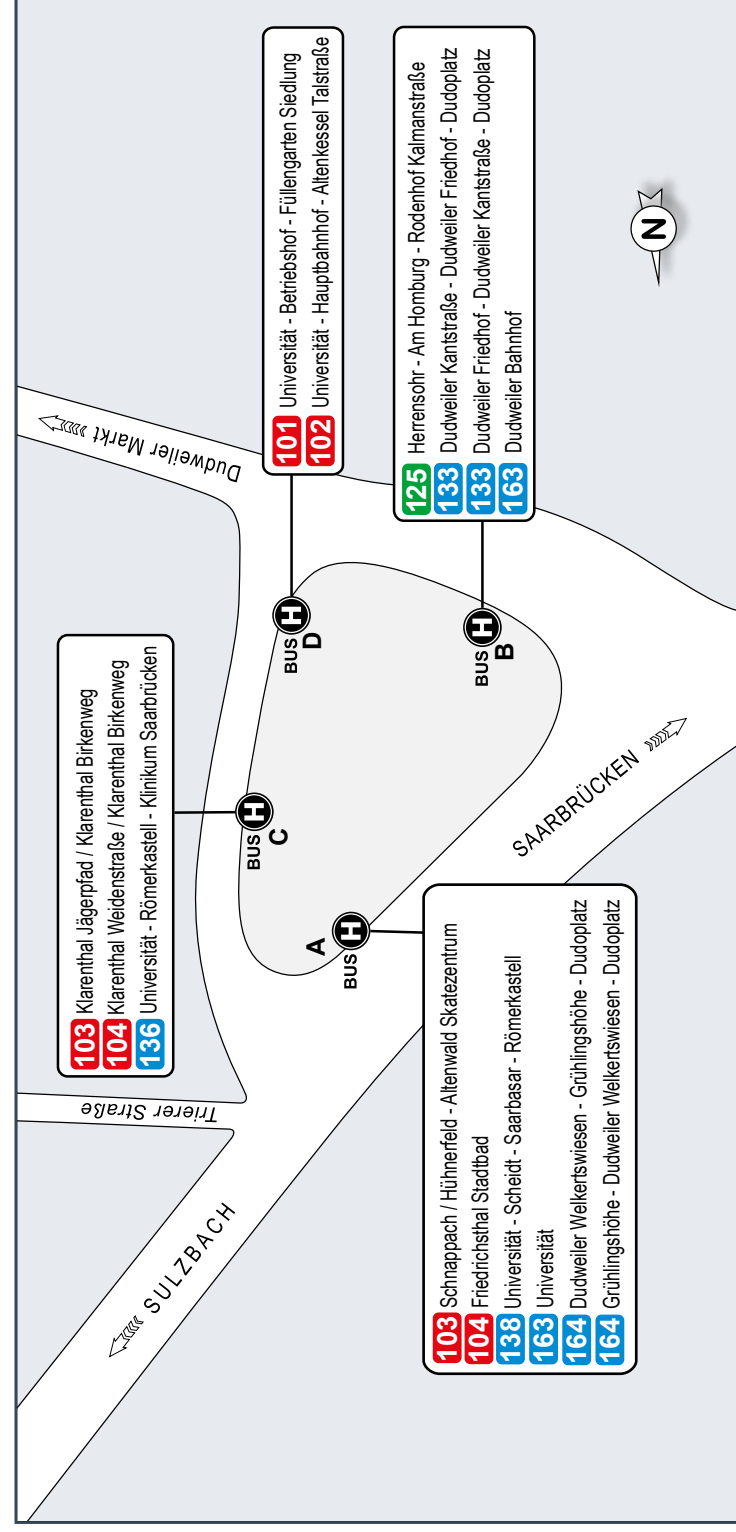 103 Klarenthal Jägerpfad / Klarenthal Birkenweg
104 Klarenthal Weidenstraße / Klarenthal Birkenweg
136 Universität - Römerkastell - Klinikum Saarbrücken
101 Universität - Betriebshof - Füllengarten Siedlung
102 Universität - Hauptbahnhof - Altenkessel Talstraße
Trierer Straße
Dudweiler Markt
SULZBACH
BUS H
C
BUS H
D
A
BUS H
BUS H
B
SAARBRÜCKEN
103 Schnappach / Hühnerfeld - Altenwald Skatezentrum
104 Friedrichsthal Stadtbad
138 Universität - Scheidt - Saarbasar - Römerkastell
163 Universität
164 Dudweiler Welkertswiesen - Grühlingshöhe - Dudoplatz
164 Grühlingshöhe - Dudweiler Welkertswiesen - Dudoplatz
125 Herrensohr - Am Homburg - Rodenhof Kalmanstraße
133 Dudweiler Kantstraße - Dudweiler Friedhof - Dudoplatz
133 Dudweiler Friedhof - Dudweiler Kantstraße - Dudoplatz
163 Dudweiler Bahnhof
N